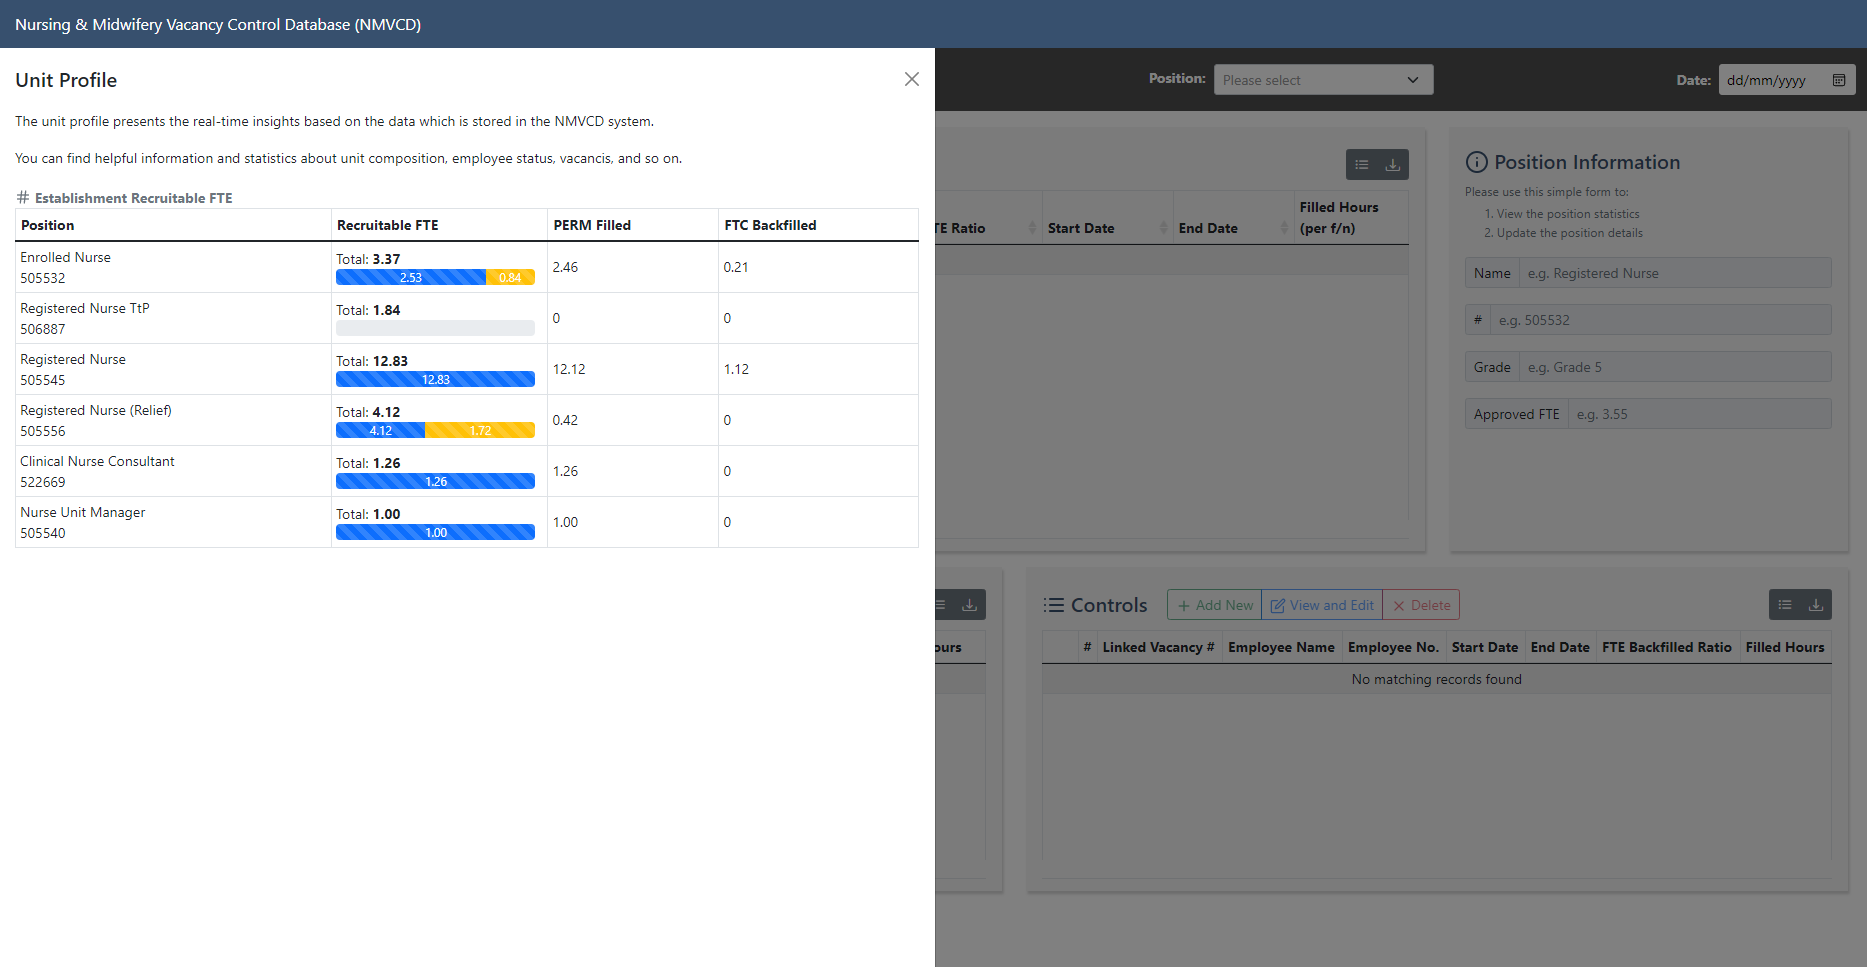 Nursing & Midwifery Vacancy Control Database (NMVCD)
Unit Profile
The unit profile presents the real-time insights based on the data which is stored in the NMVCD system.
You can find helpful information and statistics about unit composition, employee status, vacancis, and so on.
# Establishment Recruitable FTE
Position Recruitable FTE PERM Filled FTC Backfilled
Enrolled Nurse
505532
Total: 3.37
2.53 0.84
2.46
0.21
Registered Nurse TtP
506887
Total: 1.84
0
0
Registered Nurse
505545
Total: 12.83
12.83
12.12
1.12
Registered Nurse (Relief)
505556
Total: 4.12
4.12 1.72
0.42
0
Clinical Nurse Consultant
522669
Total: 1.26
1.26
1.26
0
Nurse Unit Manager
505540
Total: 1.00
1.00
1.00
0
Position: Please select
Date: dd/mm/yyyy
TE Ratio Start Date End Date Filled Hours
(per f/n)
Position Information
Please use this simple form to:
1. View the position statistics
2. Update the position details
Name e.g. Registered Nurse
# e.g. 505532
Grade e.g. Grade 5
Approved FTE e.g. 3.55
ours
Controls
+ Add New View and Edit × Delete
# Linked Vacancy # Employee Name Employee No. Start Date End Date FTE Backfilled Ratio Filled Hours
No matching records found